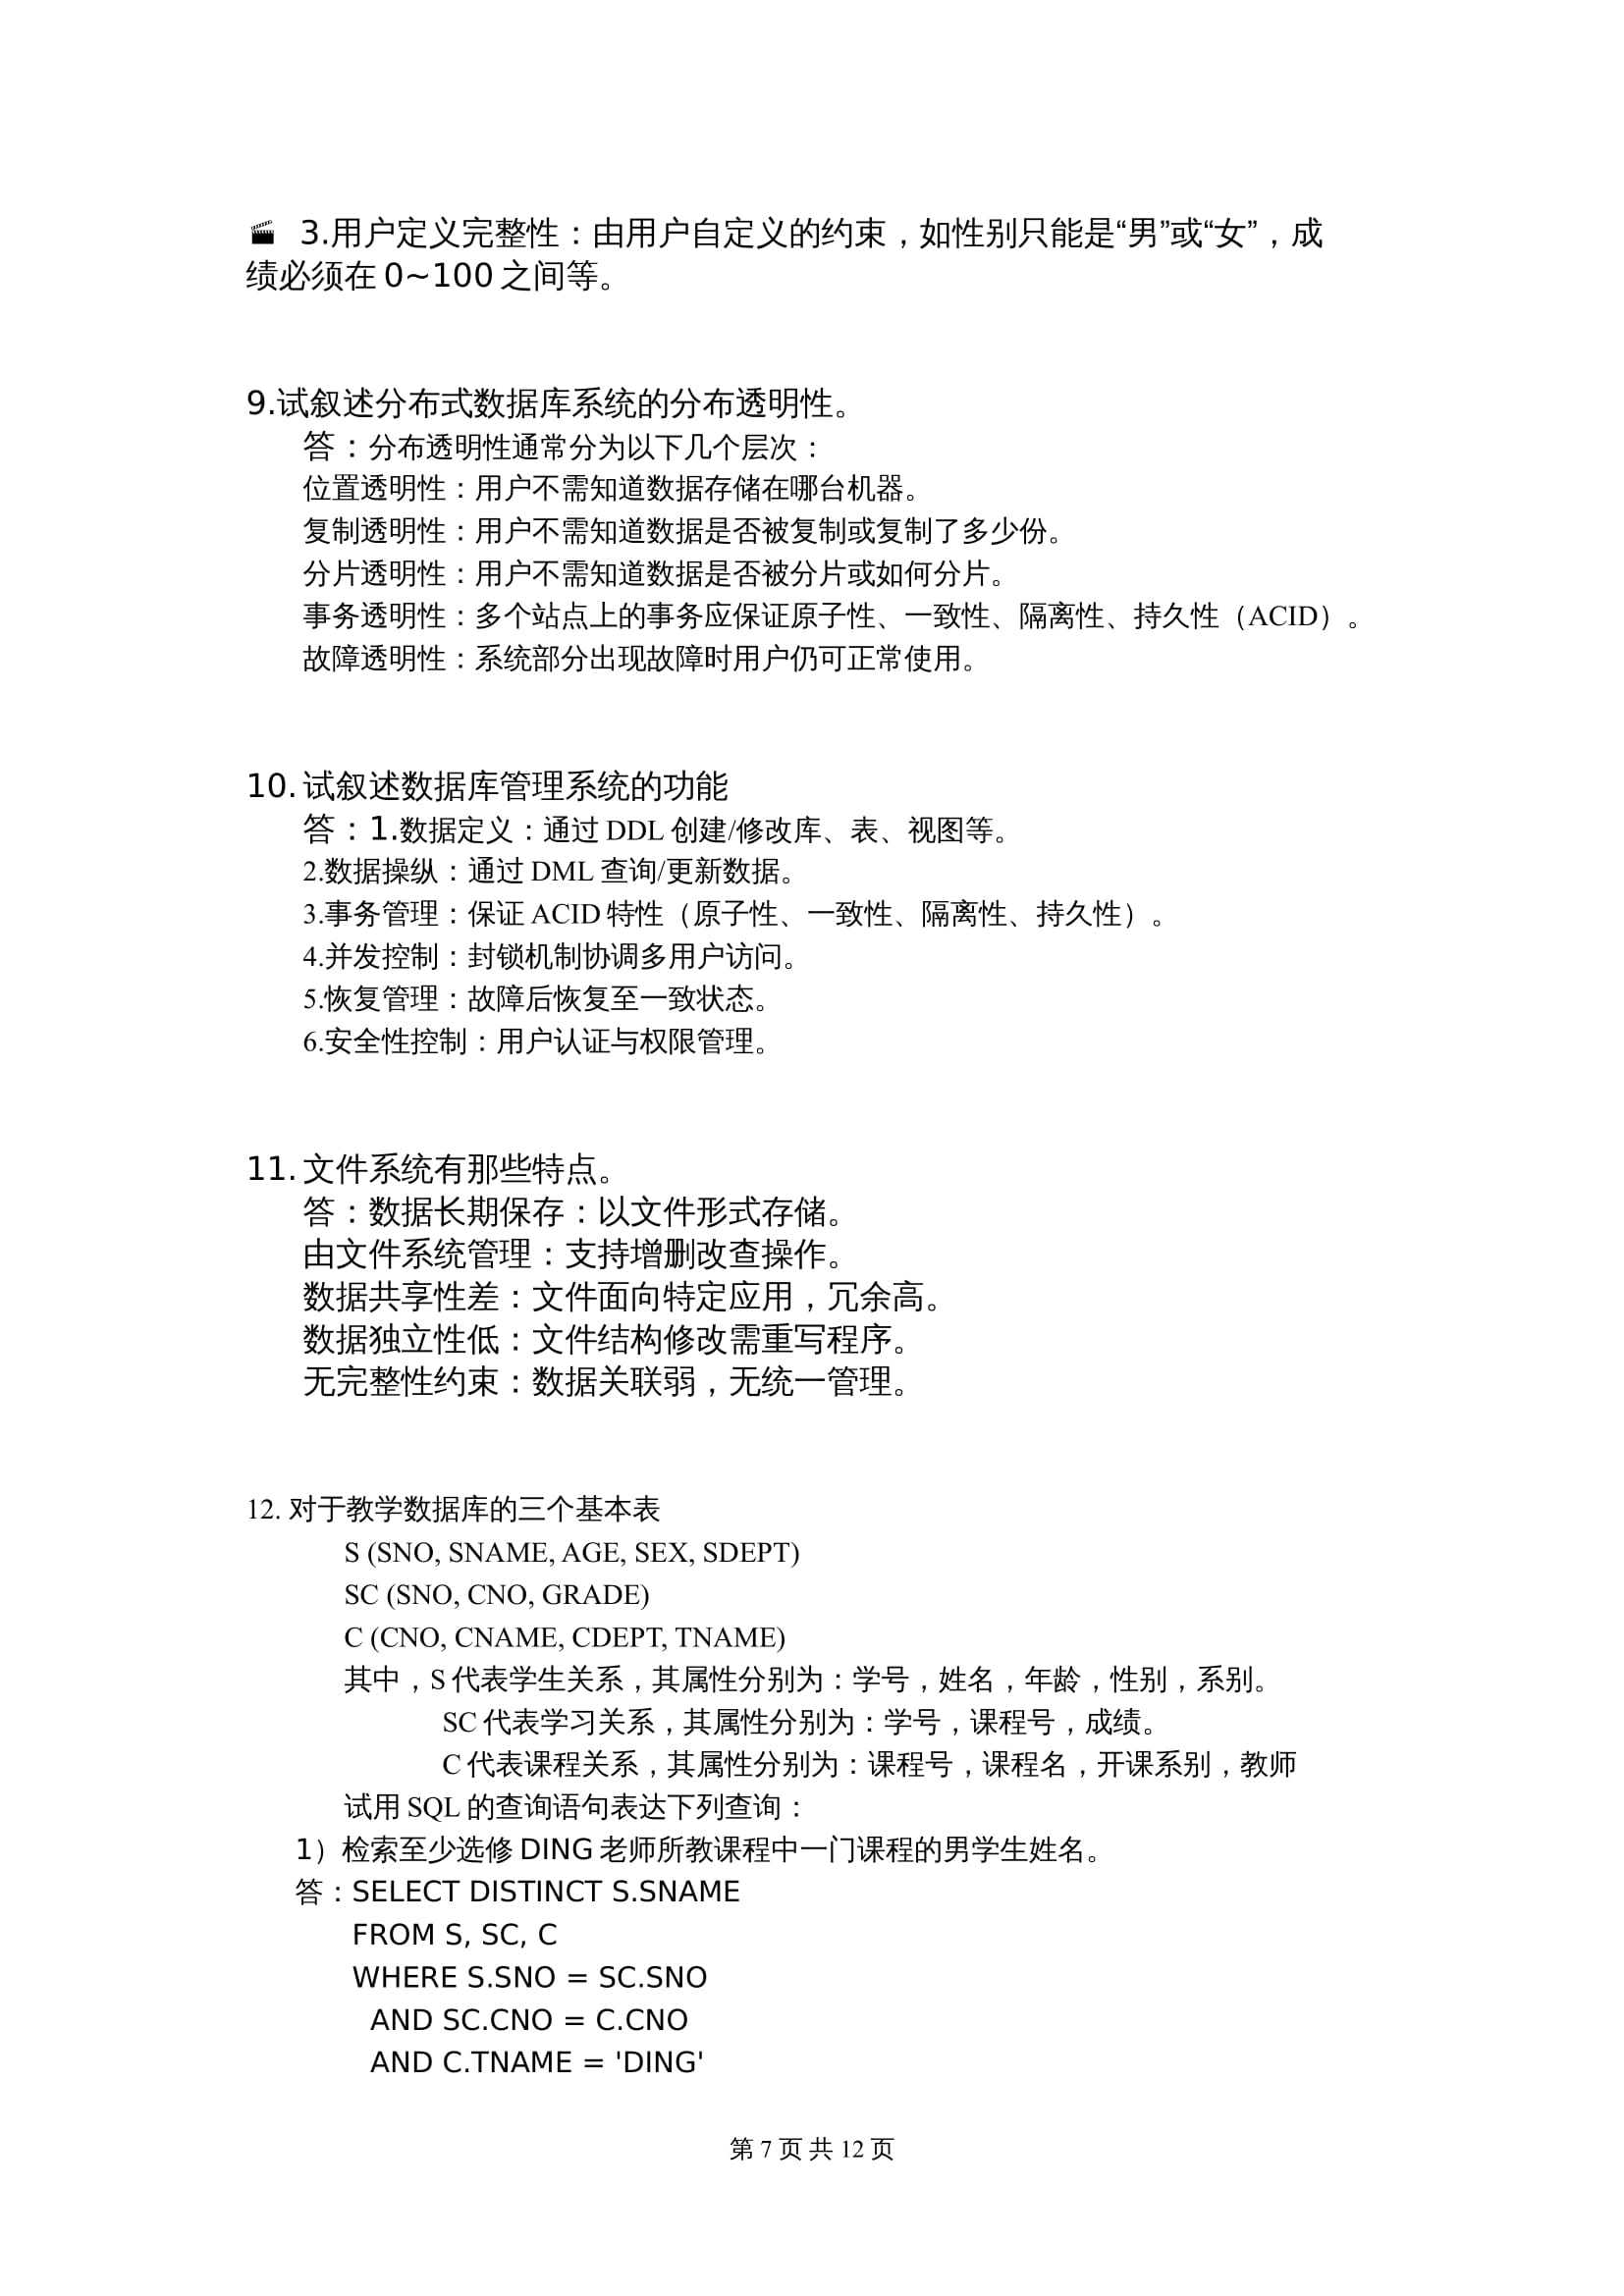 3.用户定义完整性：由用户自定义的约束，如性别只能是“男”或“女”，成
绩必须在 0~100 之间等。
9.试叙述分布式数据库系统的分布透明性。
答：分布透明性通常分为以下几个层次：
位置透明性：用户不需知道数据存储在哪台机器。
复制透明性：用户不需知道数据是否被复制或复制了多少份。
分片透明性：用户不需知道数据是否被分片或如何分片。
事务透明性：多个站点上的事务应保证原子性、一致性、隔离性、持久性（ACID）。
故障透明性：系统部分出现故障时用户仍可正常使用。
10. 试叙述数据库管理系统的功能
答：1.数据定义：通过 DDL 创建/修改库、表、视图等。
2.数据操纵：通过 DML 查询/更新数据。
3.事务管理：保证 ACID 特性（原子性、一致性、隔离性、持久性）。
4.并发控制：封锁机制协调多用户访问。
5.恢复管理：故障后恢复至一致状态。
6.安全性控制：用户认证与权限管理。
11. 文件系统有那些特点。
答：数据长期保存：以文件形式存储。
由文件系统管理：支持增删改查操作。
数据共享性差：文件面向特定应用，冗余高。
数据独立性低：文件结构修改需重写程序。
无完整性约束：数据关联弱，无统一管理。
12. 对于教学数据库的三个基本表
S (SNO, SNAME, AGE, SEX, SDEPT)
SC (SNO, CNO, GRADE)
C (CNO, CNAME, CDEPT, TNAME)
其中，S 代表学生关系，其属性分别为：学号，姓名，年龄，性别，系别。
SC 代表学习关系，其属性分别为：学号，课程号，成绩。
C 代表课程关系，其属性分别为：课程号，课程名，开课系别，教师
试用 SQL 的查询语句表达下列查询：
1）检索至少选修 DING 老师所教课程中一门课程的男学生姓名。
答：SELECT DISTINCT S.SNAME
FROM S, SC, C
WHERE S.SNO = SC.SNO
AND SC.CNO = C.CNO
AND C.TNAME = 'DING'
第 7 页 共 12 页